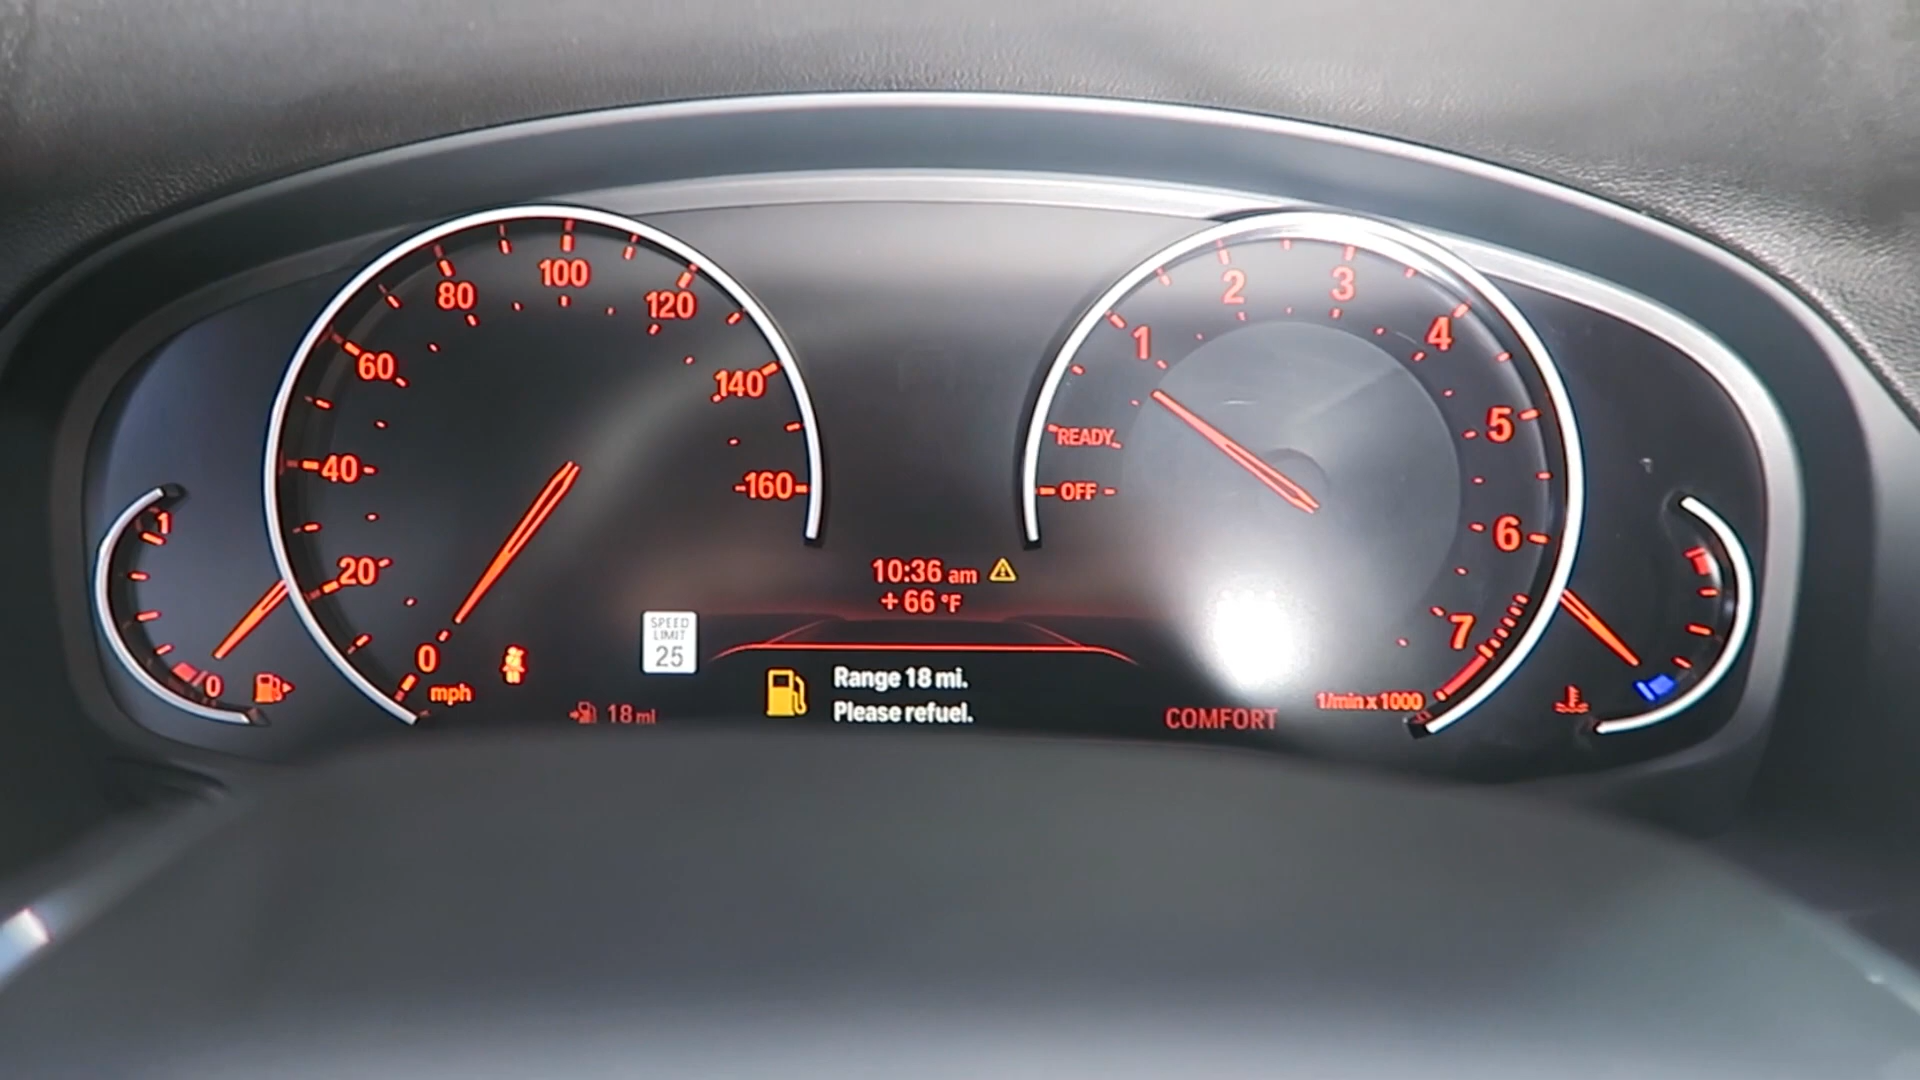 100
80
120
60
140
40
160
20
0
mph
1
0
2
3
1
4
5
READY
OFF
6
7
1/min x 1000
10:36 am
+66 °F
SPEED
LIMIT
25
18 mi
Range 18 mi.
Please refuel.
COMFORT